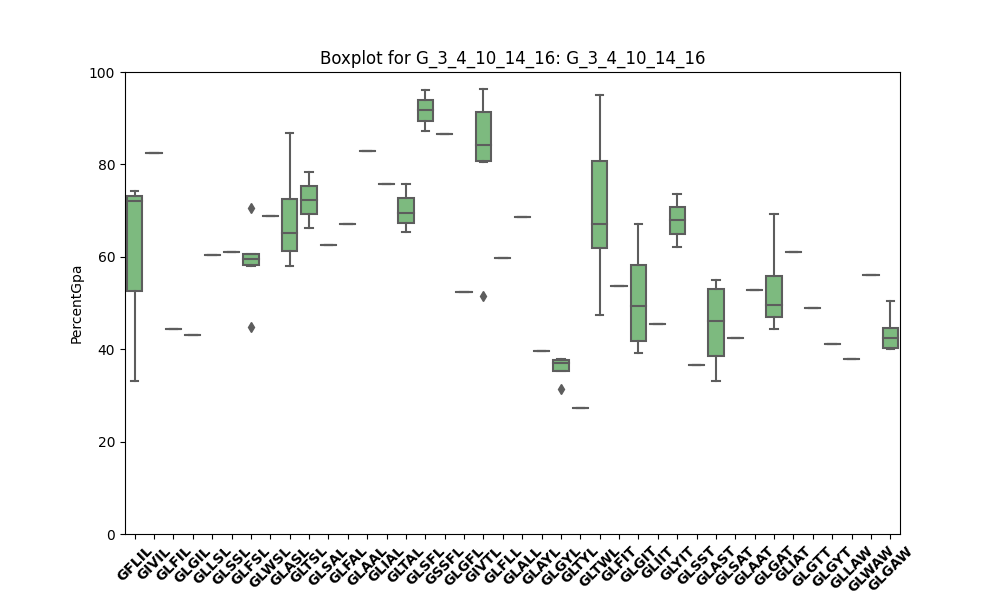 Boxplot for G_3_4_10_14_16: G_3_4_10_14_16
PercentGpa
100
80
60
40
20
0
GFLIL
GIVIL
GLFIL
GLGIL
GLLSL
GLSSL
GLFSL
GLWSL
GLASL
GLTSL
GLSAL
GLFAL
GLAAL
GLIAL
GLTAL
GLSFL
GSSFL
GLGFL
GIVTL
GLFLL
GLALL
GLAYL
GLGYL
GLTYL
GLTWL
GLFIT
GLGIT
GLIIT
GLYIT
GLSST
GLAST
GLSAT
GLAAT
GLGAT
GLIAT
GLGTT
GLGYT
GLLAW
GLWAW
GLGAW